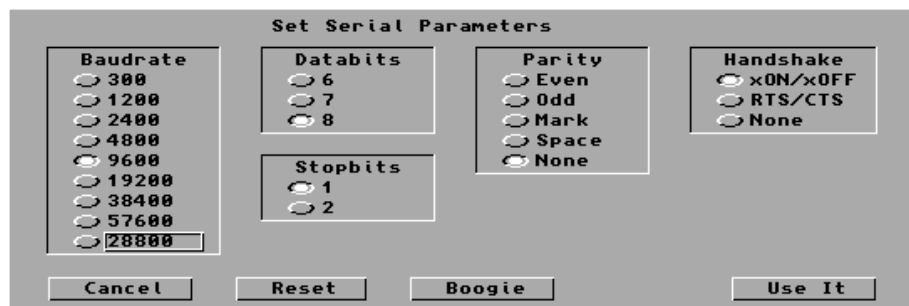 Set Serial Parameters
Baudrate
300
1200
2400
4800
9600
19200
38400
57600
28800
Databits
6
7
8
Stopbits
1
2
Parity
Even
Odd
Mark
Space
None
Handshake
xON/xOFF
RTS/CTS
None
Cancel
Reset
Boogie
Use It